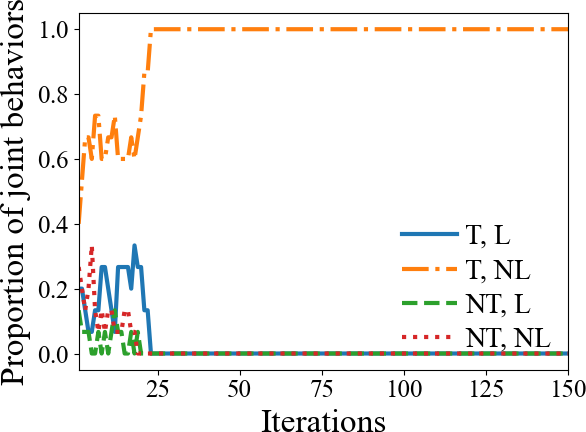 Proportion of joint behaviors
1.0
0.8
0.6
0.4
0.2
0.0
T, L
T, NL
NT, L
NT, NL
25 50 75 100 125 150
Iterations